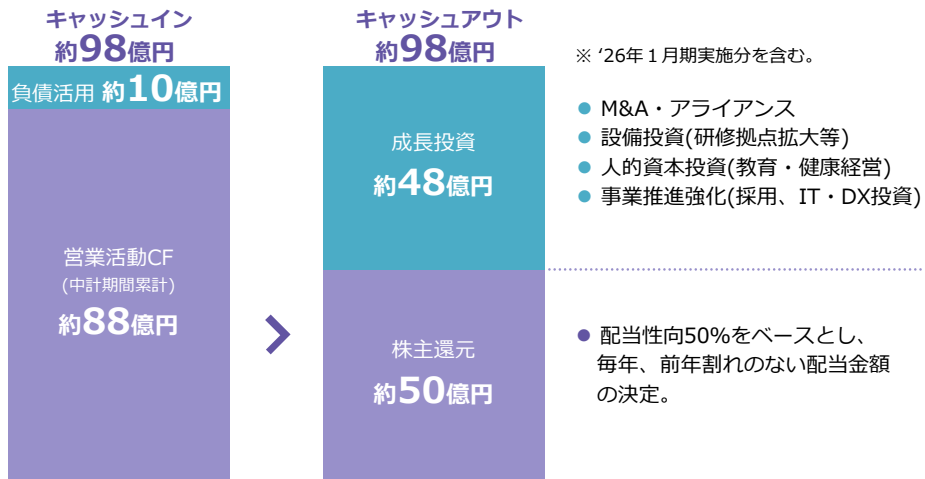 キャッシュイン
約98億円
負債活用 約10億円
営業活動CF
(中計期間累計)
約88億円
キャッシュアウト
約98億円
成長投資
約48億円
株主還元
約50億円
※ ‘26年１月期実施分を含む。
● M&A・アライアンス
● 設備投資(研修拠点拡大等)
● 人的資本投資(教育・健康経営)
● 事業推進強化(採用、IT・DX投資)
● 配当性向50%をベースとし、
毎年、前年割れのない配当金額
の決定。